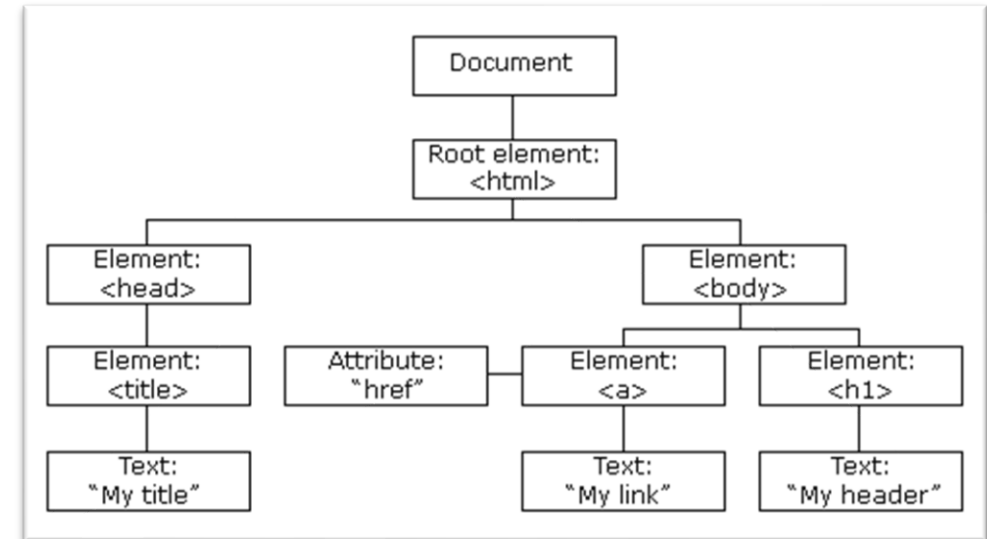 Document
Root element:
<html>
Element:
<head>
Element:
<body>
Element:
<title>
Attribute:
“href”
Element:
<a>
Element:
<h1>
Text:
“My title”
Text:
“My link”
Text:
“My header”